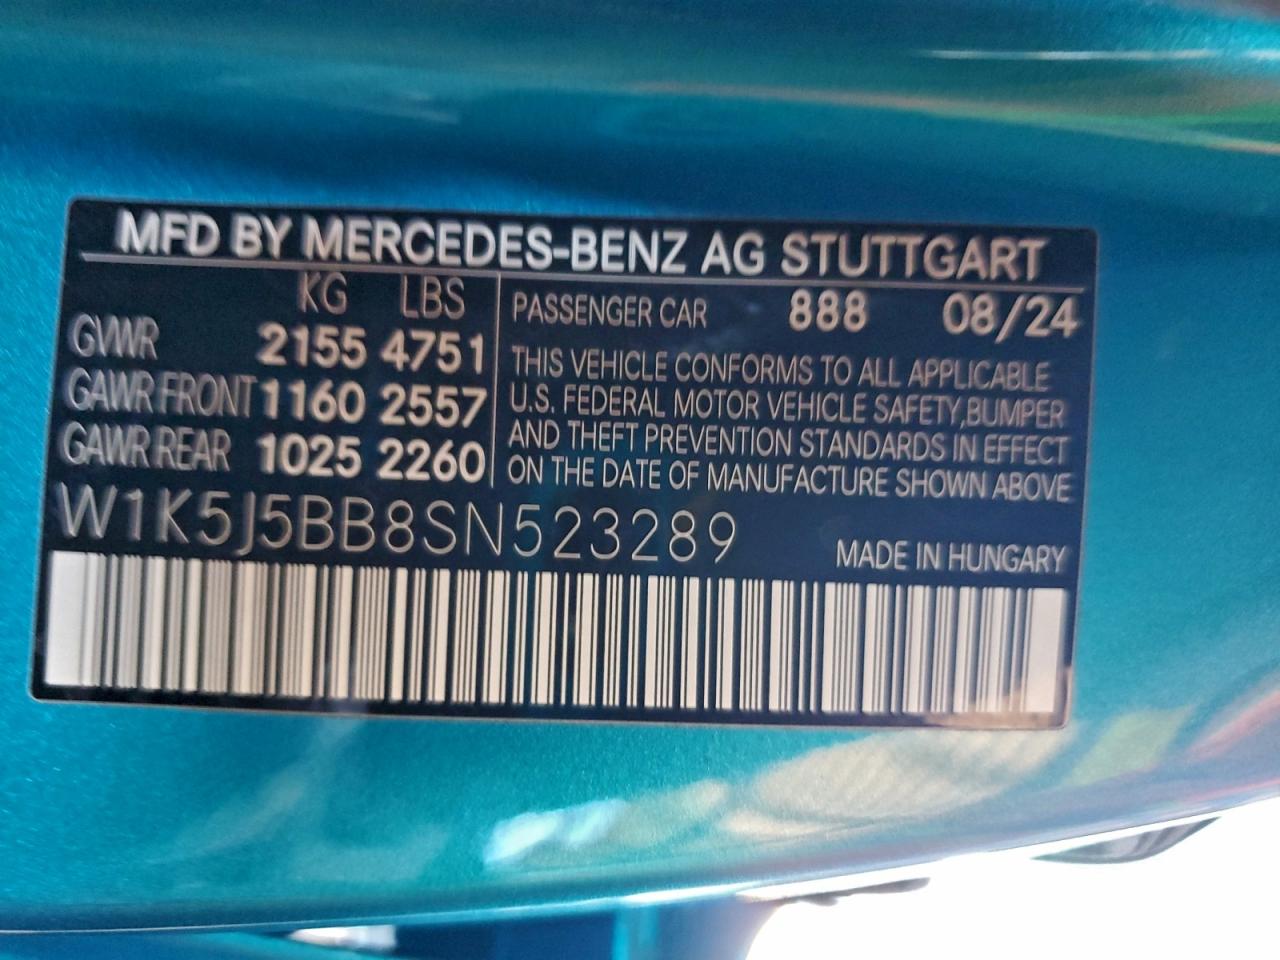 MFD BY MERCEDES-BENZ AG STUTTGART
KG LBS
GVWR 2155 4751
GAWR FRONT 1160 2557
GAWR REAR 1025 2260
PASSENGER CAR 888 08/24
THIS VEHICLE CONFORMS TO ALL APPLICABLE
U.S. FEDERAL MOTOR VEHICLE SAFETY,BUMPER
AND THEFT PREVENTION STANDARDS IN EFFECT
ON THE DATE OF MANUFACTURE SHOWN ABOVE
W1K5J5BB8SN523289
MADE IN HUNGARY